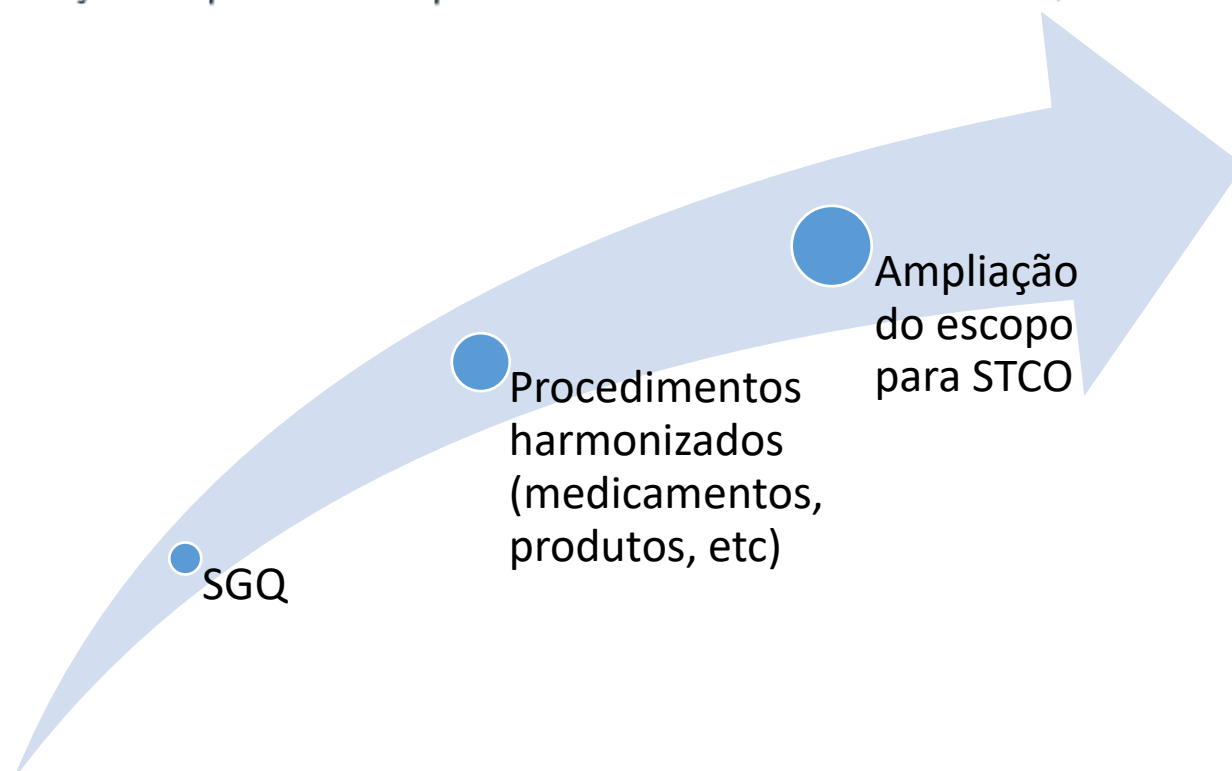 SGQ
Procedimentos
harmonizados
(medicamentos,
produtos, etc)
Ampliação
do escopo
para STCO